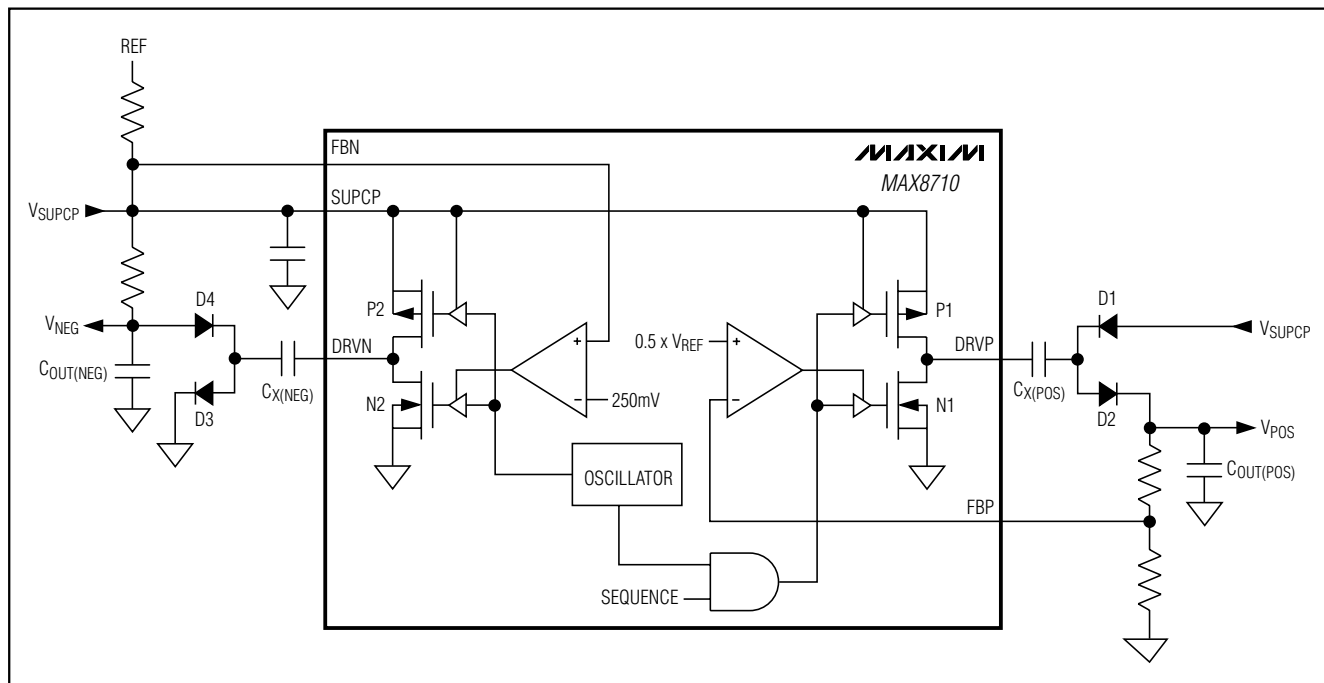 REF
FBN
MAXIM
MAX8710
SUPCP
VSUPCP
P2
P1
D4
D1
VNEG
0.5 x VREF
VSUPCP
DRVN
DRVP
COUT(NEG)
CX(NEG)
CX(POS)
D3
N2
250mV
N1
D2
VPOS
OSCILLATOR
COUT(POS)
FBP
SEQUENCE
+
−
+
−